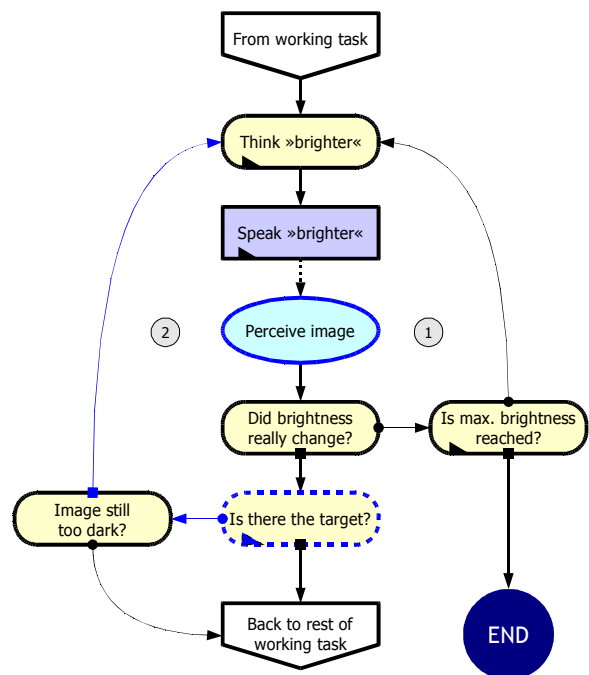 From working task
Think »brighter«
Speak »brighter«
2
Perceive image
1
Did brightness
really change?
Is max. brightness
reached?
Image still
too dark?
Is there the target?
Back to rest of
working task
END